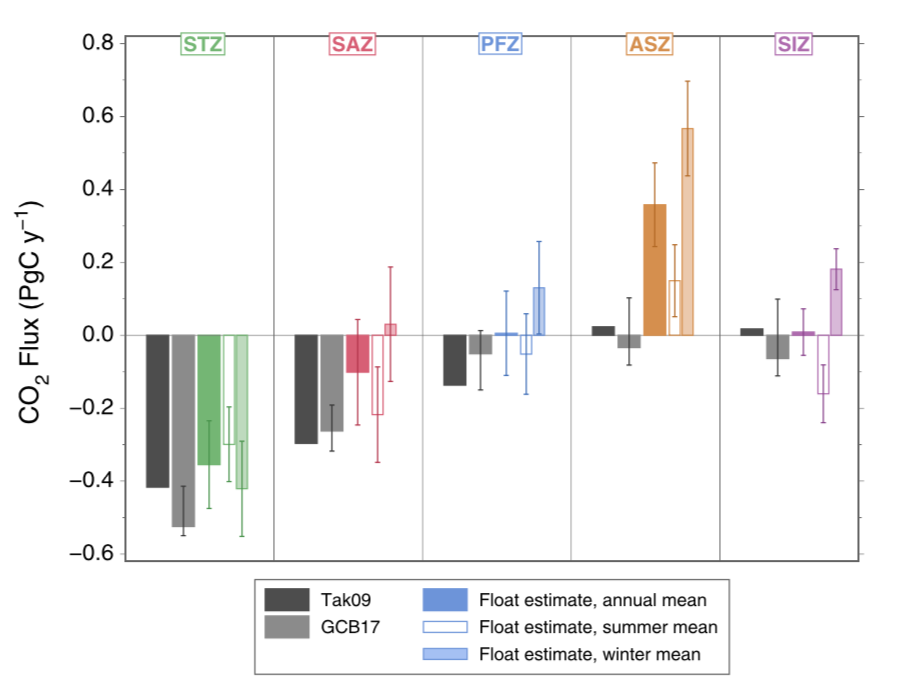 STZ SAZ PFZ ASZ SIZ
0.8
0.6
0.4
0.2
0.0
−0.2
−0.4
−0.6
CO₂ Flux (PgC y⁻¹)
Tak09
GCB17
Float estimate, annual mean
Float estimate, summer mean
Float estimate, winter mean